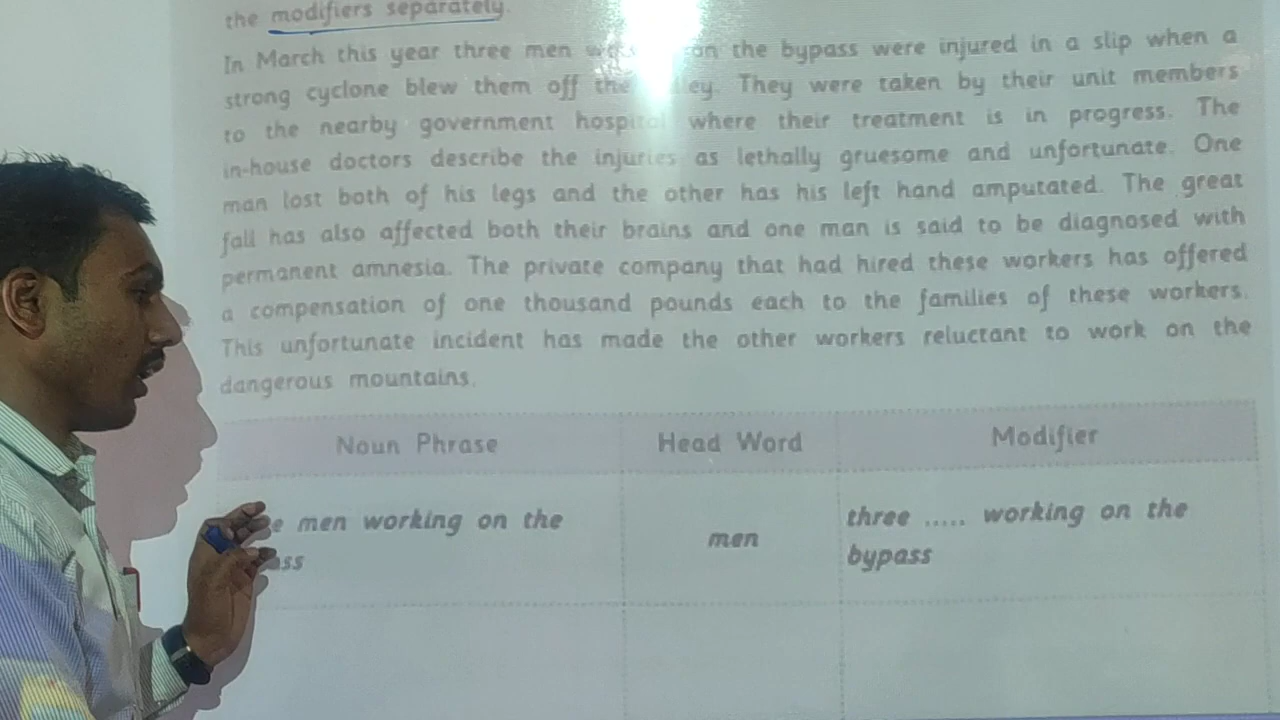 the modifiers separately.
In March this year three men on the bypass were injured in a slip when a
strong cyclone blew them off the They were taken by their unit members
to the nearby government hospital where their treatment is in progress. The
in-house doctors describe the injuries as lethally gruesome and unfortunate. One
man lost both of his legs and the other has his left hand amputated. The great
fall has also affected both their brains and one man is said to be diagnosed with
permanent amnesia. The private company that had hired these workers has offered
a compensation of one thousand pounds each to the families of these workers.
This unfortunate incident has made the other workers reluctant to work on the
dangerous mountains.
Noun Phrase Head Word Modifier
men working on the men three ..... working on the
bypass